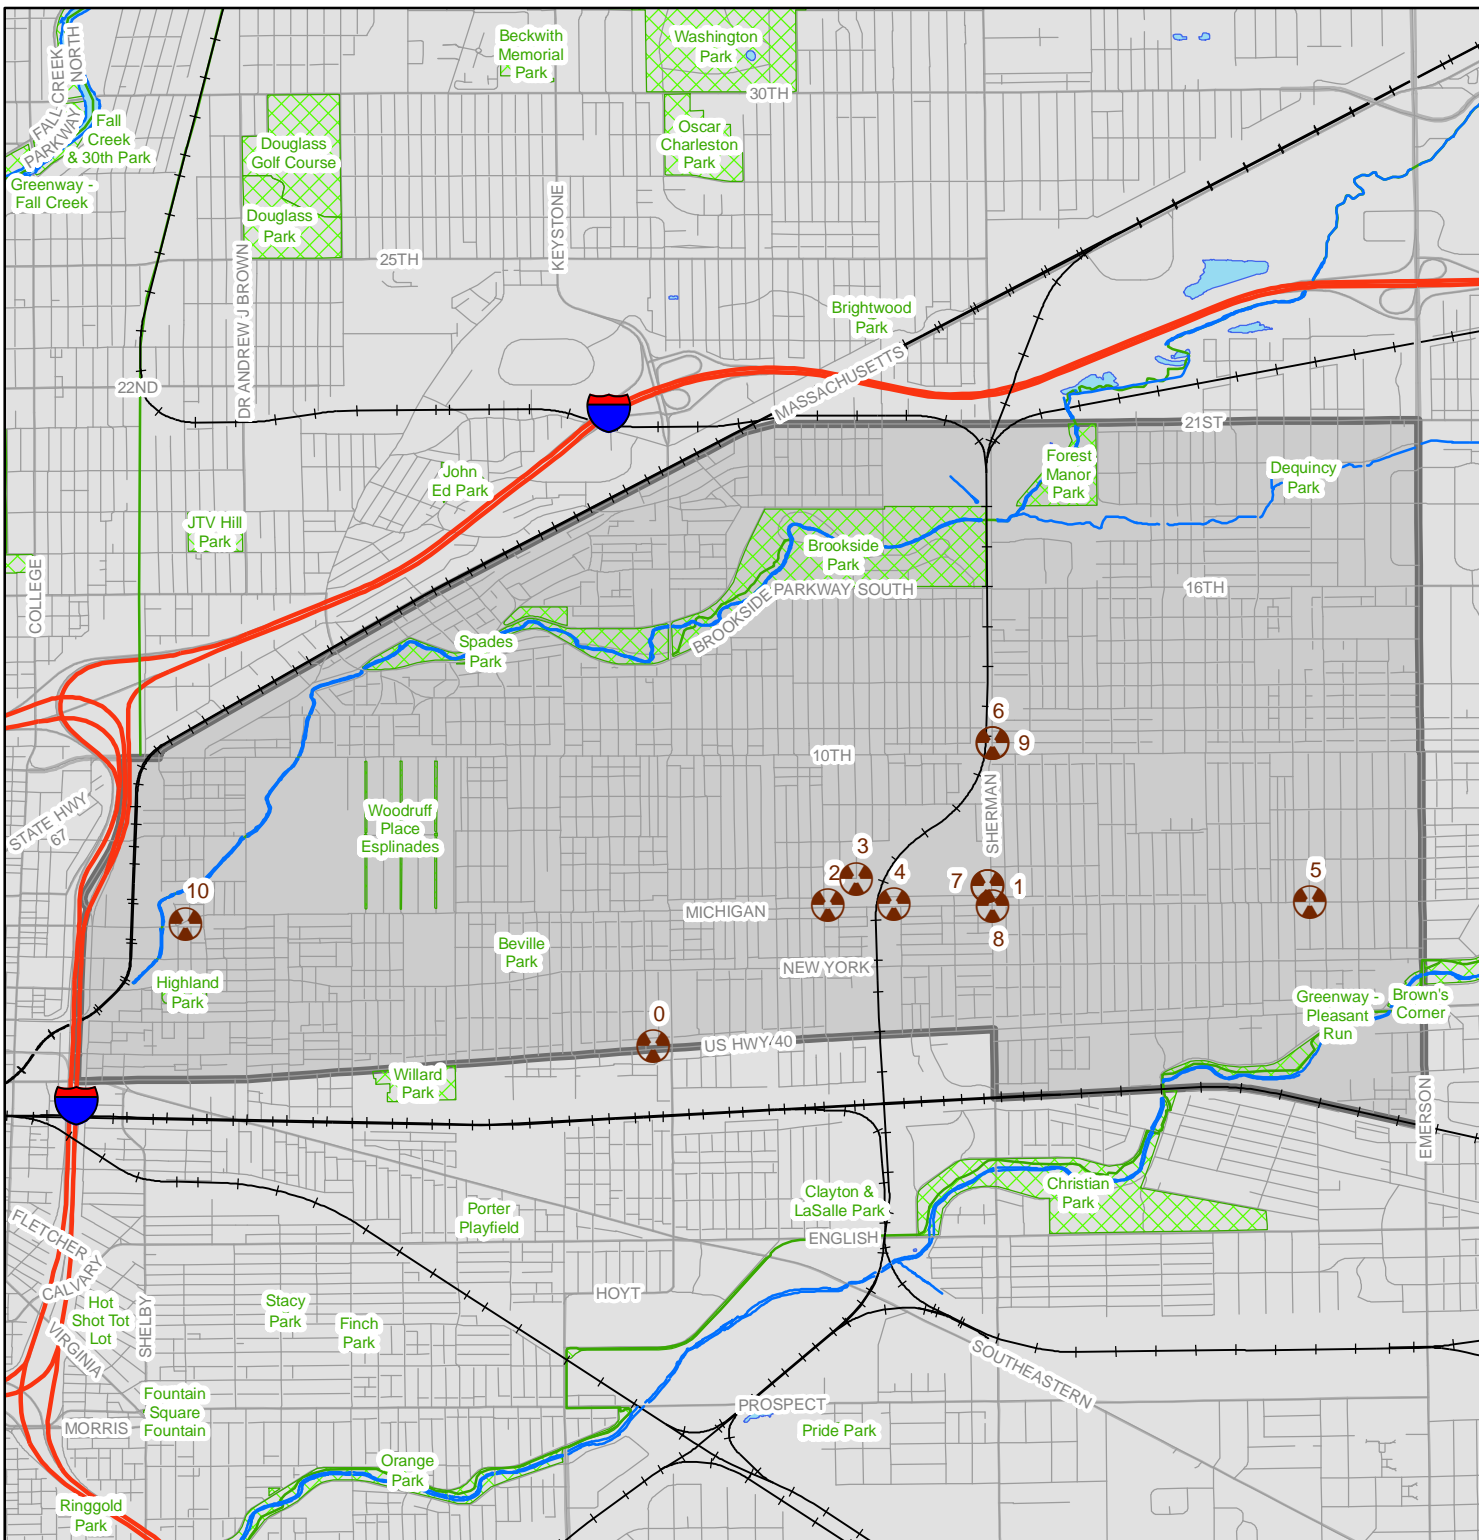 Beckwith
Memorial
Park
Washington
Park
30TH
FALL CREEK
PARKWAY NORTH
Fall
Creek
& 30th Park
Greenway -
Fall Creek
Douglass
Golf Course
Douglass
Park
Oscar
Charleston
Park
KEYSTONE
25TH
DR ANDREW J BROWN
Brightwood
Park
MASSACHUSETTS
22ND
21ST
John
Ed Park
Forest
Manor
Park
Dequincy
Park
JTV Hill
Park
COLLEGE
Brookside
Park
BROOKSIDE PARKWAY SOUTH
16TH
Spades
Park
6
9
10TH
SHERMAN
STATE HWY
67
Woodruff
Place
Esplinades
3
2
4
7
1
5
10
MICHIGAN
8
Beville
Park
NEW YORK
Highland
Park
Greenway -
Pleasant
Run
Brown's
Corner
0
US HWY 40
Willard
Park
EMERSON
Christian
Park
Clayton &
LaSalle Park
Porter
Playfield
ENGLISH
FLETCHER
CALVARY
HOYT
Hot
Shot Tot
Lot
SHELBY
Stacy
Park
Finch
Park
VIRGINIA
SOUTHEASTERN
Fountain
Square
Fountain
MORRIS
PROSPECT
Pride Park
Orange
Park
Ringgold
Park